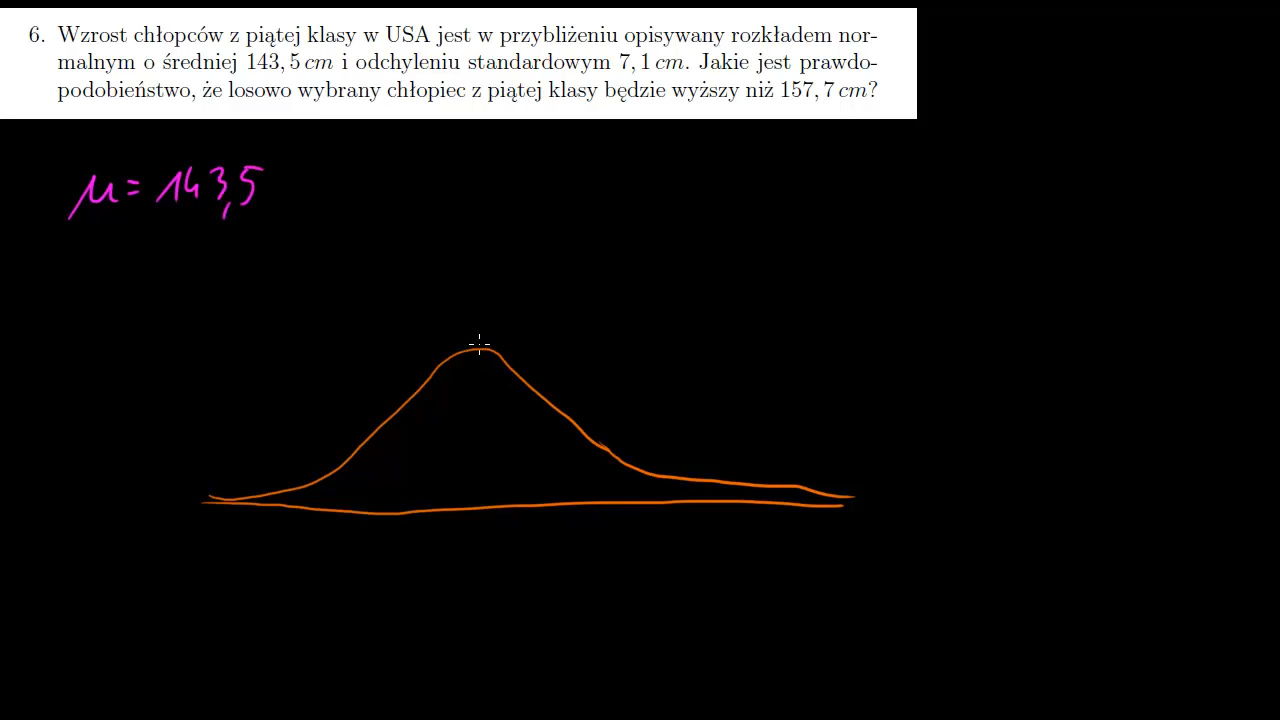 6. Wzrost chłopców z piątej klasy w USA jest w przybliżeniu opisywany rozkładem nor-
malnym o średniej 143, 5 cm i odchyleniu standardowym 7, 1 cm. Jakie jest prawdo-
podobieństwo, że losowo wybrany chłopiec z piątej klasy będzie wyższy niż 157, 7 cm?
μ = 143,5